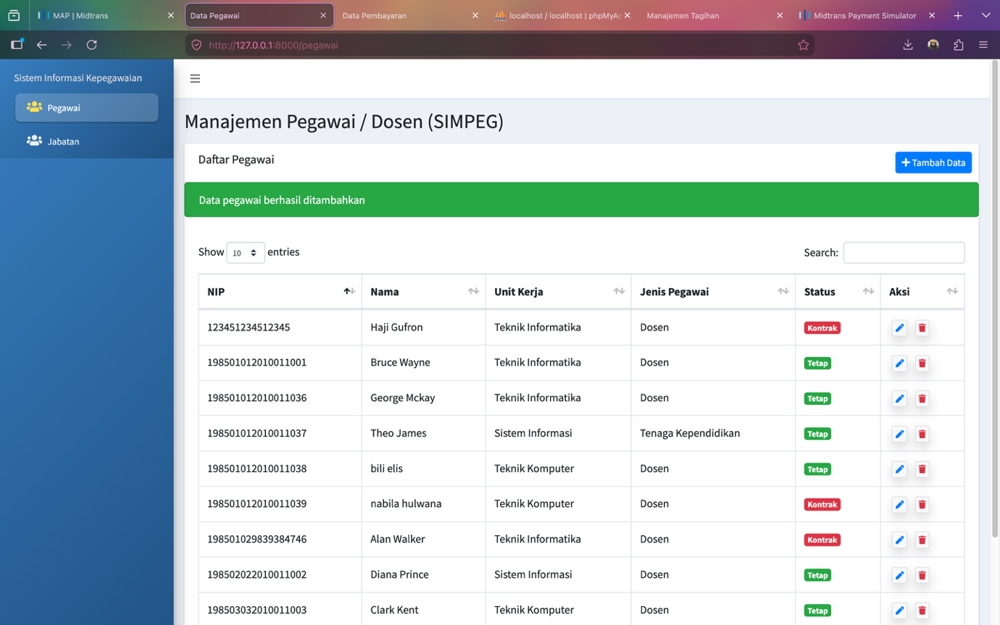 MAP | Midtrans
Data Pegawai
Data Pembayaran
localhost / localhost | phpMyAd
Manajemen Tagihan
Midtrans Payment Simulator
http://127.0.0.1:8000/pegawai
Sistem Informasi Kepegawaian
Pegawai
Jabatan
Manajemen Pegawai / Dosen (SIMPEG)
Daftar Pegawai
Tambah Data
Data pegawai berhasil ditambahkan
Show 10 entries
Search:
NIP Nama Unit Kerja Jenis Pegawai Status Aksi
123451234512345 Haji Gufron Teknik Informatika Dosen Kontrak
198501012010011001 Bruce Wayne Teknik Informatika Dosen Tetap
198501012010011036 George Mckay Teknik Informatika Dosen Tetap
198501012010011037 Theo James Sistem Informasi Tenaga Kependidikan Tetap
198501012010011038 bili elis Teknik Komputer Dosen Tetap
198501012010011039 nabila hulwana Teknik Komputer Dosen Kontrak
198501029839384746 Alan Walker Teknik Informatika Dosen Kontrak
198502022010011002 Diana Prince Sistem Informasi Dosen Tetap
198503032010011003 Clark Kent Teknik Komputer Dosen Tetap